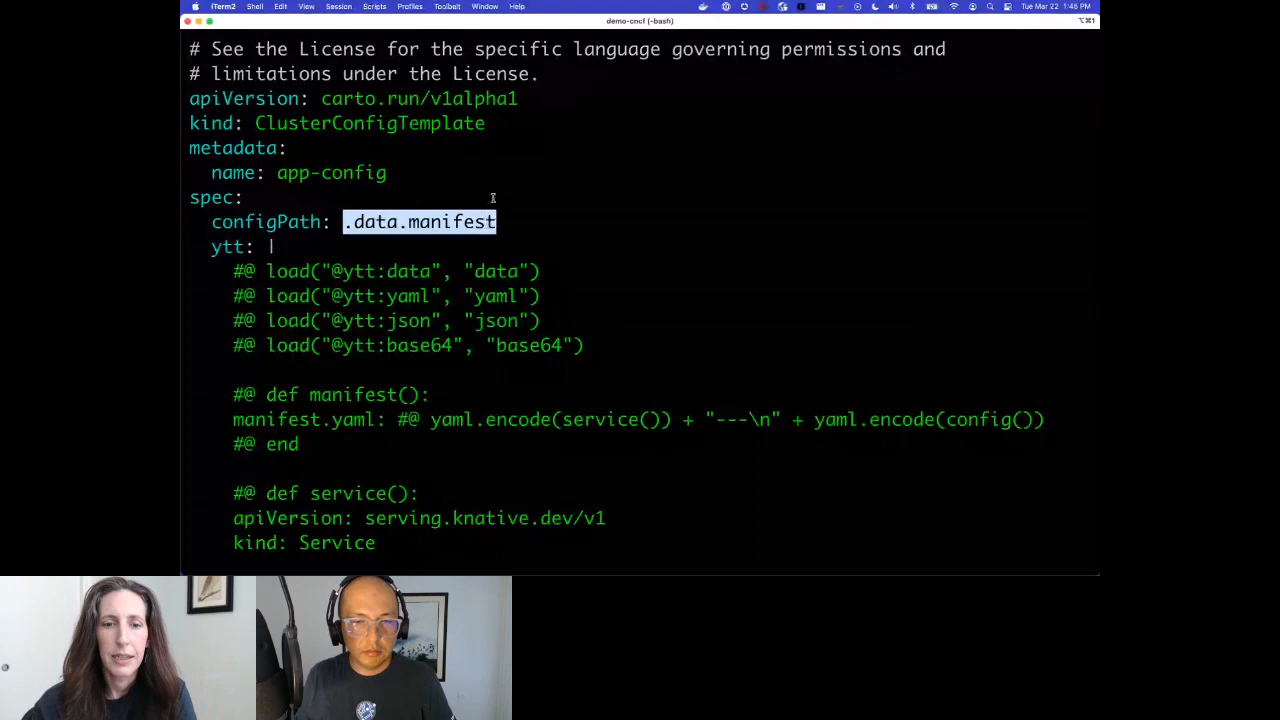 iTerm2 Shell Edit View Session Scripts Profiles Toolbelt Window Help Tue Mar 22 1:46 PM
demo-cncf (-bash) ⌥⌘1
# See the License for the specific language governing permissions and
# limitations under the License.
apiVersion: carto.run/v1alpha1
kind: ClusterConfigTemplate
metadata:
  name: app-config
spec:
  configPath: .data.manifest
  ytt: |
    #@ load("@ytt:data", "data")
    #@ load("@ytt:yaml", "yaml")
    #@ load("@ytt:json", "json")
    #@ load("@ytt:base64", "base64")
    #@ def manifest():
    manifest.yaml: #@ yaml.encode(service()) + "---\n" + yaml.encode(config())
    #@ end
    #@ def service():
    apiVersion: serving.knative.dev/v1
    kind: Service